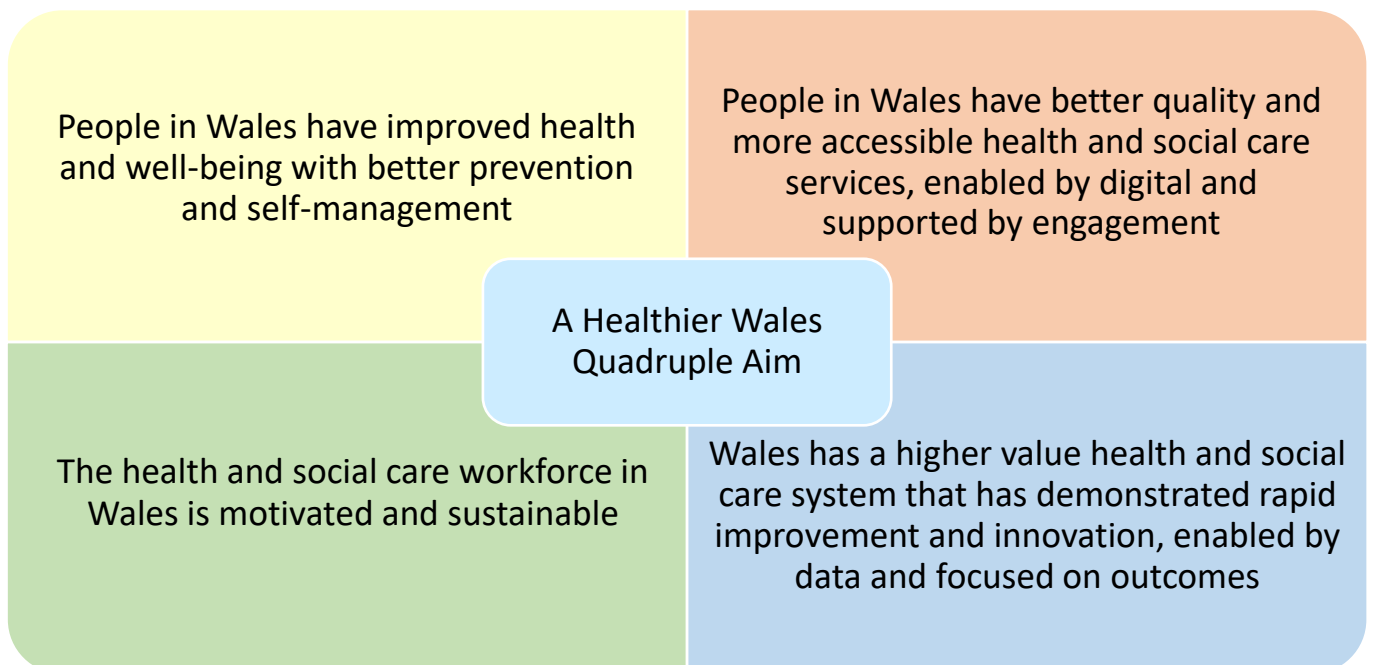 People in Wales have improved health
and well-being with better prevention
and self-management
People in Wales have better quality and
more accessible health and social care
services, enabled by digital and
supported by engagement
A Healthier Wales
Quadruple Aim
The health and social care workforce in
Wales is motivated and sustainable
Wales has a higher value health and social
care system that has demonstrated rapid
improvement and innovation, enabled by
data and focused on outcomes